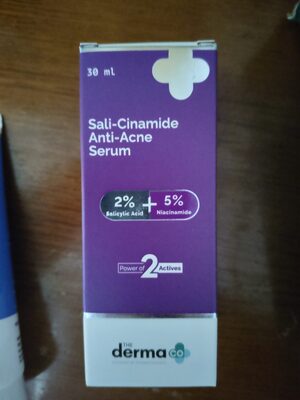 30 ml
Sali-Cinamide
Anti-Acne
Serum
2% + 5%
Salicylic Acid Niacinamide
Power of 2 Actives
THE
derma co